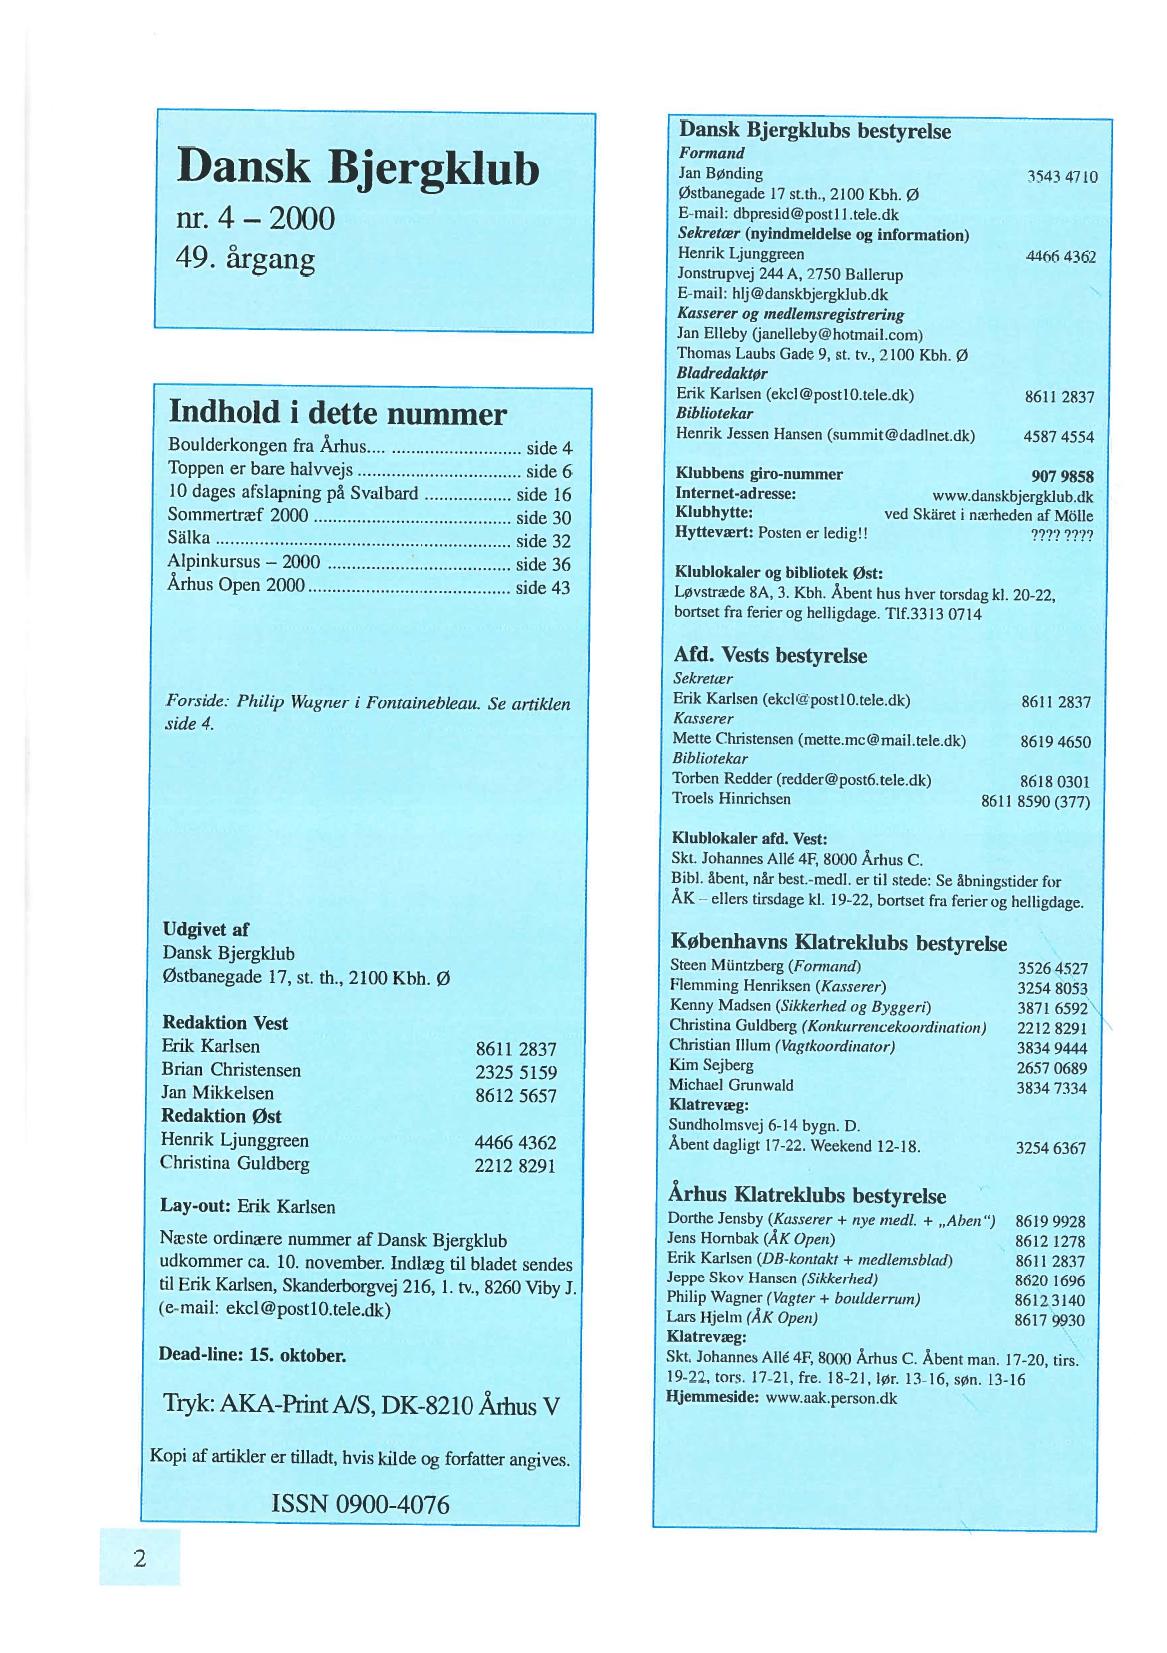 Dansk Bjergklub
nr. 4 – 2000
49. årgang
Indhold i dette nummer
Boulderkongen fra Århus.... ........................... side 4
Toppen er bare halvvejs ........................... side 6
10 dages afslapning på Svalbard .................. side 16
Sommertræf 2000 ........................................ side 30
Sälka ............................................................. side 32
Alpinkursus – 2000 .................................... side 36
Århus Open 2000.......................................... side 43
Forside: Philip Wagner i Fontainebleau. Se artiklen
side 4.
Udgivet af
Dansk Bjergklub
Østbanegade 17, st. th., 2100 Kbh. Ø
Redaktion Vest
Erik Karlsen 8611 2837
Brian Christensen 2325 5159
Jan Mikkelsen 8612 5657
Redaktion Øst
Henrik Ljunggreen 4466 4362
Christina Guldberg 2212 8291
Lay-out: Erik Karlsen
Næste ordinære nummer af Dansk Bjergklub
udkommer ca. 10. november. Indlæg til bladet sendes
til Erik Karlsen, Skanderborgvej 216, 1. tv., 8260 Viby J.
(e-mail: ekcl@post10.tele.dk)
Dead-line: 15. oktober.
Tryk: AKA-Print A/S, DK-8210 Århus V
Kopi af artikler er tilladt, hvis kilde og forfatter angives.
ISSN 0900-4076
2
Dansk Bjergklubs bestyrelse
Formand
Jan Bønding 3543 4710
Østbanegade 17 st.th., 2100 Kbh. Ø
E-mail: dbpresid@post11.tele.dk
Sekretær (nyindmeldelse og information)
Henrik Ljunggreen 4466 4362
Jonstrupvej 244 A, 2750 Ballerup
E-mail: hlj@danskbjergklub.dk
Kasserer og medlemsregistrering
Jan Elleby (janelleby@hotmail.com)
Thomas Laubs Gade 9, st. tv., 2100 Kbh. Ø
Bladredaktør
Erik Karlsen (ekcl@post10.tele.dk) 8611 2837
Bibliotekar
Henrik Jessen Hansen (summit@dadlnet.dk) 4587 4554
Klubbens giro-nummer 907 9858
Internet-adresse: www.danskbjergklub.dk
Klubhytte: ved Skäret i nærheden af Mölle
Hyttevært: Posten er ledig!! ???? ????
Klublokaler og bibliotek Øst:
Løvstræde 8A, 3. Kbh. Åbent hus hver torsdag kl. 20-22,
bortset fra ferier og helligdage. Tlf.3313 0714
Afd. Vests bestyrelse
Sekretær
Erik Karlsen (ekcl@post10.tele.dk) 8611 2837
Kasserer
Mette Christensen (mette.mc@mail.tele.dk) 8619 4650
Bibliotekar
Torben Redder (redder@post6.tele.dk) 8618 0301
Troels Hinrichsen 8611 8590 (377)
Klublokaler afd. Vest:
Skt. Johannes Allé 4F, 8000 Århus C.
Bibl. åbent, når best.-medl. er til stede: Se åbningstider for
ÅK – ellers tirsdage kl. 19-22, bortset fra ferier og helligdage.
Københavns Klatreklubs bestyrelse
Steen Müntzberg (Formand) 3526 4527
Flemming Henriksen (Kasserer) 3254 8053
Kenny Madsen (Sikkerhed og Byggeri) 3871 6592
Christina Guldberg (Konkurrencekoordination) 2212 8291
Christian Illum (Vagtkoordinator) 3834 9444
Kim Sejberg 2657 0689
Michael Grunwald 3834 7334
Klatrevæg:
Sundholmsvej 6-14 bygn. D.
Åbent dagligt 17-22. Weekend 12-18. 3254 6367
Århus Klatreklubs bestyrelse
Dorthe Jensby (Kasserer + nye medl. + „Aben“) 8619 9928
Jens Hornbak (ÅK Open) 8612 1278
Erik Karlsen (DB-kontakt + medlemsblad) 8611 2837
Jeppe Skov Hansen (Sikkerhed) 8620 1696
Philip Wagner (Vagter + boulderrum) 8612 3140
Lars Hjelm (ÅK Open) 8617 9930
Klatrevæg:
Skt. Johannes Allé 4F, 8000 Århus C. Åbent man. 17-20, tirs.
19-22, tors. 17-21, fre. 18-21, lør. 13-16, søn. 13-16
Hjemmeside: www.aak.person.dk